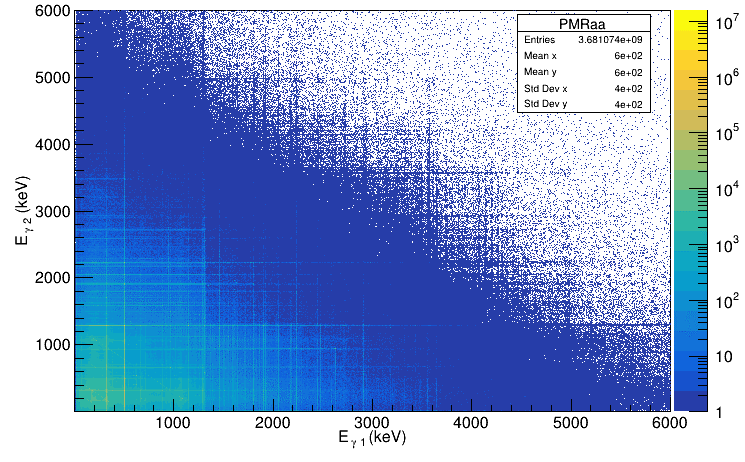 PMRaa
Entries 3.681074e+09
Mean x 6e+02
Mean y 6e+02
Std Dev x 4e+02
Std Dev y 4e+02
6000
5000
4000
3000
2000
1000
E γ 2 (keV)
1000 2000 3000 4000 5000 6000
E γ 1 (keV)
10^7
10^6
10^5
10^4
10^3
10^2
10
1